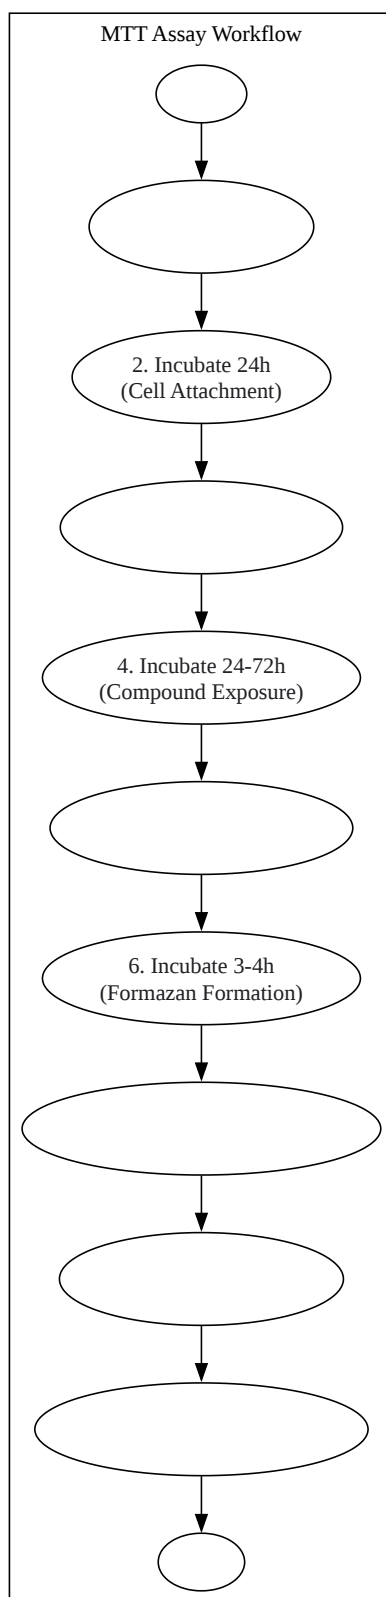 MTT Assay Workflow
2. Incubate 24h
(Cell Attachment)
4. Incubate 24-72h
(Compound Exposure)
6. Incubate 3-4h
(Formazan Formation)